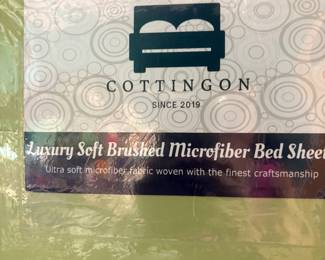 COTTINGON
SINCE 2019
Luxury Soft Brushed Microfiber Bed Sheet
Ultra soft microfiber fabric woven with the finest craftsmanship